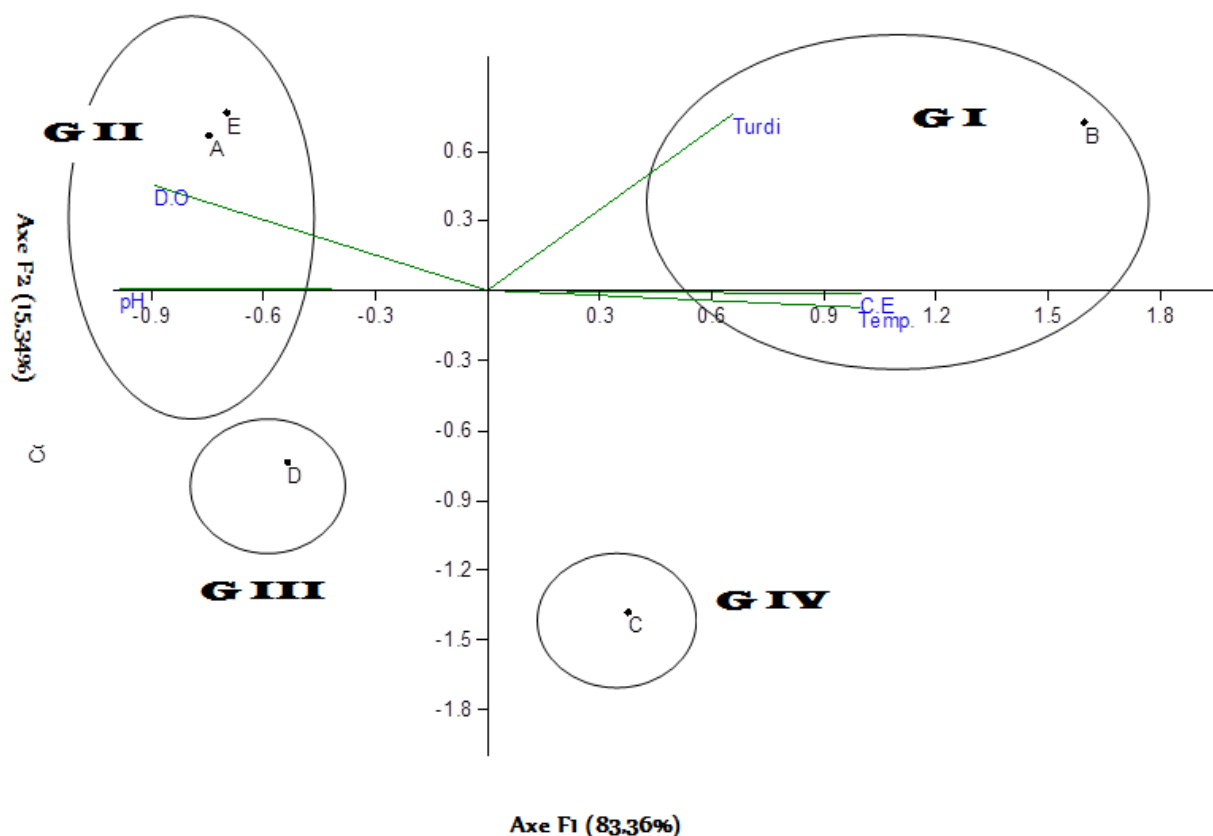 G II
E
A
G I
Turdi
B
D.O
0.6
0.3
pH
-0.9
-0.6
-0.3
0.3
0.6
0.9
1.2
1.5
1.8
C.E
Temp.
-0.3
-0.6
-0.9
-1.2
-1.5
-1.8
Axe F2 (15,34%)
D
G III
C
G IV
Axe F1 (83,36%)